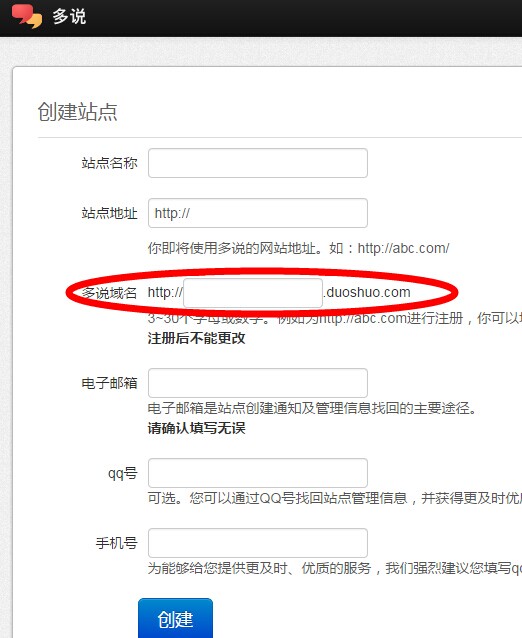 多说
创建站点
站点名称
站点地址 http://
你即将使用多说的网站地址。如：http://abc.com/
多说域名 http:// .duoshuo.com
3~30个字母或数字。例如为http://abc.com进行注册，你可以
注册后不能更改
电子邮箱
电子邮箱是站点创建通知及管理信息找回的主要途径。
请确认填写无误
qq号
可选。您可以通过QQ号找回站点管理信息，并获得更及时优
手机号
为能够给您提供更及时、优质的服务，我们强烈建议您填写qq
创建